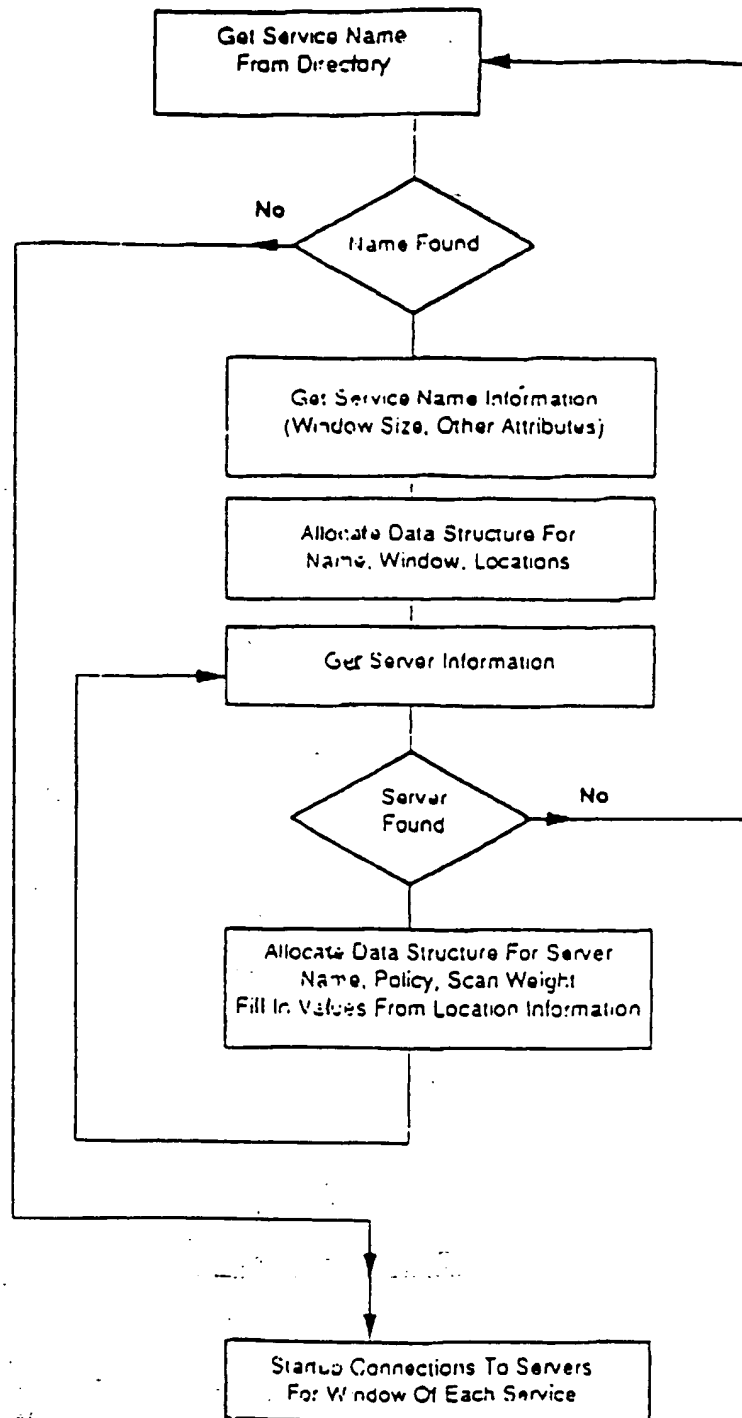 Get Service Name
From Directory
No
Name Found
Get Service Name Information
(Window Size, Other Attributes)
Allocate Data Structure For
Name, Window, Locations
Get Server Information
Server
Found
No
Allocate Data Structure For Server
Name, Policy, Scan Weight
Fill In Values From Location Information
Startup Connections To Servers
For Window Of Each Service